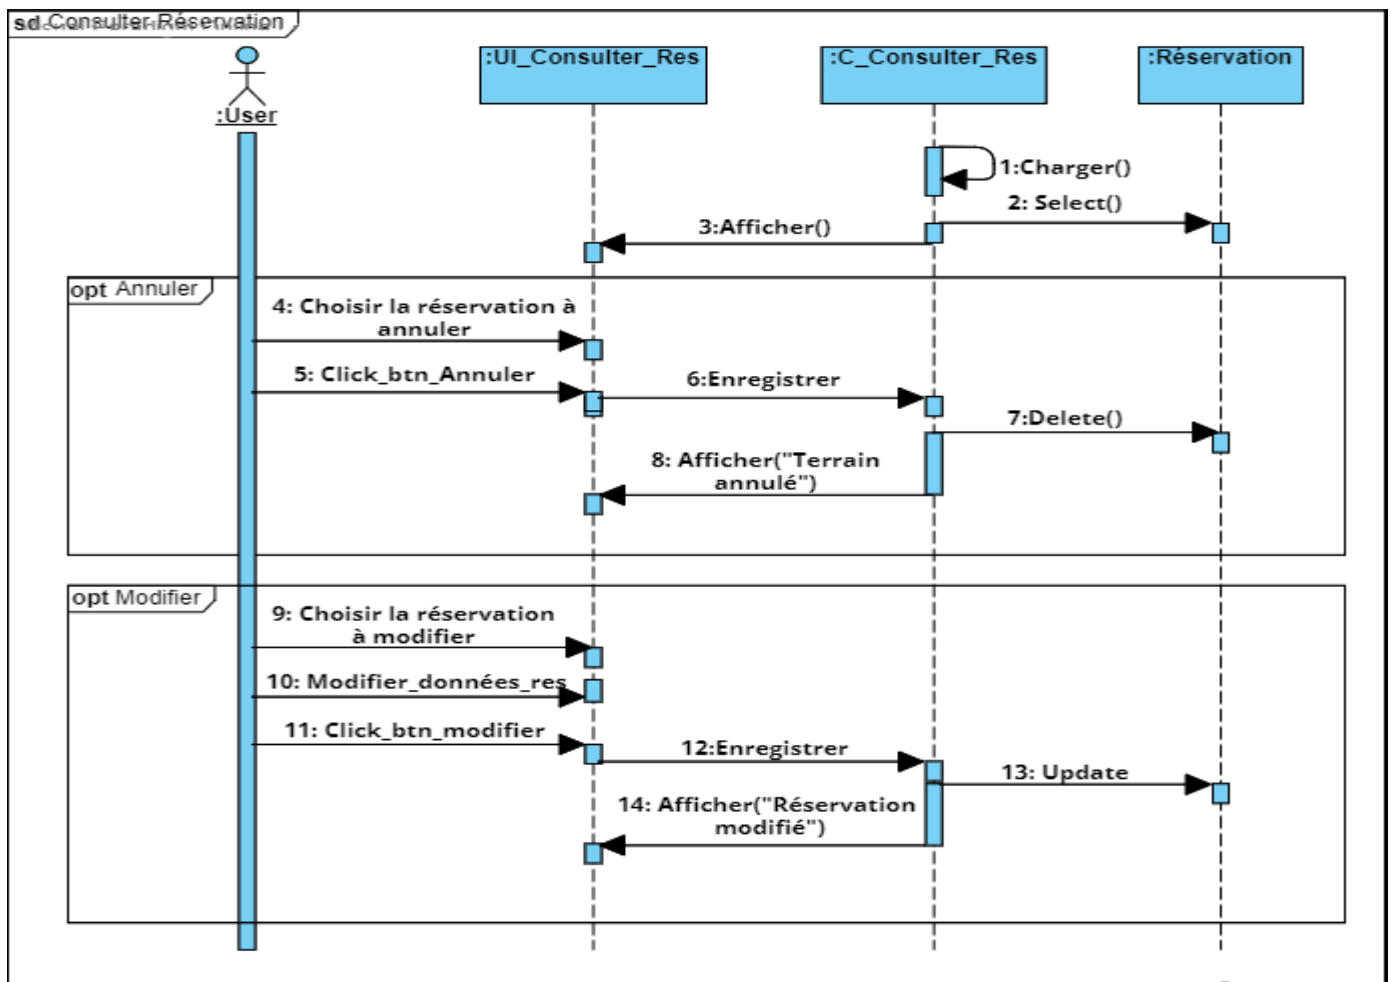 sd Consulter Réservation
:User
:UI_Consulter_Res
:C_Consulter_Res
:Réservation
1:Charger()
2: Select()
3:Afficher()
opt Annuler
4: Choisir la réservation à
annuler
5: Click_btn_Annuler
6:Enregistrer
7:Delete()
8: Afficher("Terrain
annulé")
opt Modifier
9: Choisir la réservation
à modifier
10: Modifier_données_res
11: Click_btn_modifier
12:Enregistrer
13: Update
14: Afficher("Réservation
modifié")